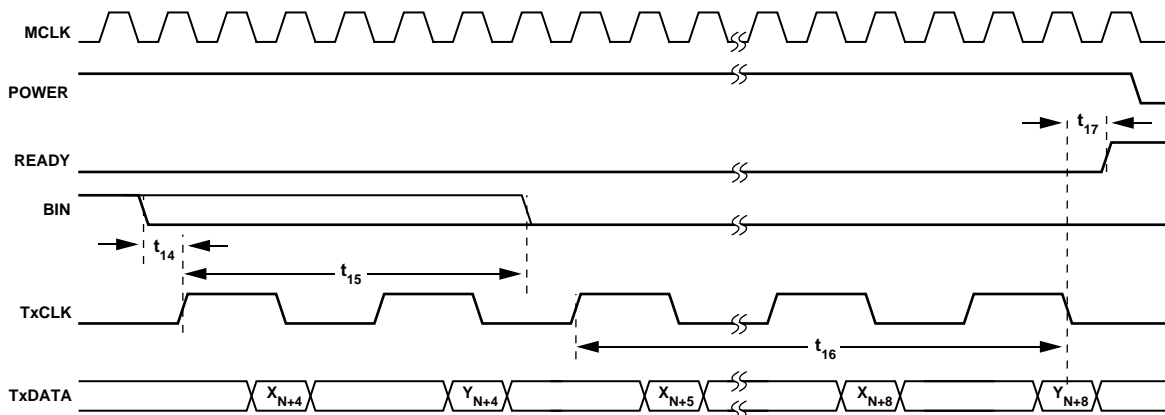 MCLK
POWER
t17
READY
BIN
t14
t15
TxCLK
t16
TxDATA XN+4 YN+4 XN+5 XN+8 YN+8